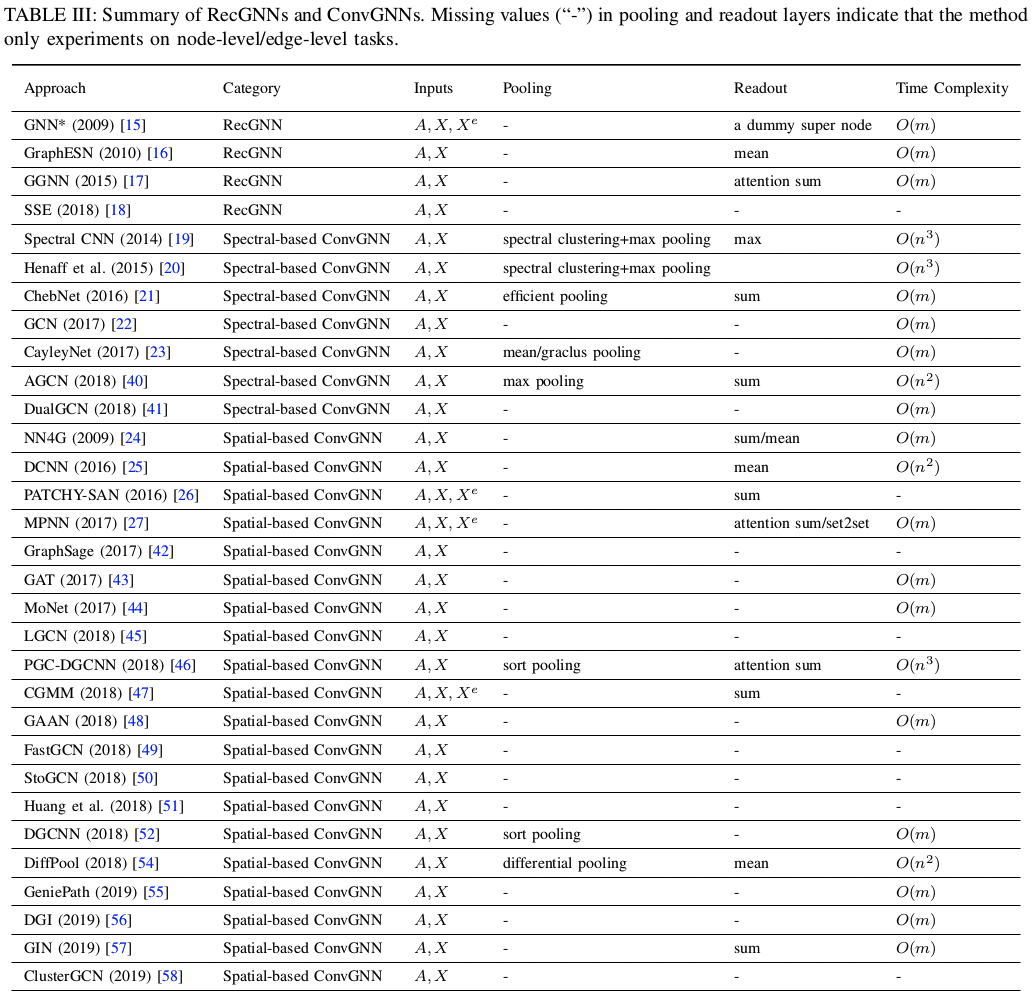 TABLE III: Summary of RecGNNs and ConvGNNs. Missing values (“-”) in pooling and readout layers indicate that the method
only experiments on node-level/edge-level tasks.
Approach Category Inputs Pooling Readout Time Complexity
GNN* (2009) [15] RecGNN A, X, Xᵉ - a dummy super node O(m)
GraphESN (2010) [16] RecGNN A, X - mean O(m)
GGNN (2015) [17] RecGNN A, X - attention sum O(m)
SSE (2018) [18] RecGNN A, X - - -
Spectral CNN (2014) [19] Spectral-based ConvGNN A, X spectral clustering+max pooling max O(n³)
Henaff et al. (2015) [20] Spectral-based ConvGNN A, X spectral clustering+max pooling O(n³)
ChebNet (2016) [21] Spectral-based ConvGNN A, X efficient pooling sum O(m)
GCN (2017) [22] Spectral-based ConvGNN A, X - - O(m)
CayleyNet (2017) [23] Spectral-based ConvGNN A, X mean/graclus pooling - O(m)
AGCN (2018) [40] Spectral-based ConvGNN A, X max pooling sum O(n²)
DualGCN (2018) [41] Spectral-based ConvGNN A, X - - O(m)
NN4G (2009) [24] Spatial-based ConvGNN A, X - sum/mean O(m)
DCNN (2016) [25] Spatial-based ConvGNN A, X - mean O(n²)
PATCHY-SAN (2016) [26] Spatial-based ConvGNN A, X, Xᵉ - sum -
MPNN (2017) [27] Spatial-based ConvGNN A, X, Xᵉ - attention sum/set2set O(m)
GraphSage (2017) [42] Spatial-based ConvGNN A, X - - -
GAT (2017) [43] Spatial-based ConvGNN A, X - - O(m)
MoNet (2017) [44] Spatial-based ConvGNN A, X - - O(m)
LGCN (2018) [45] Spatial-based ConvGNN A, X - - -
PGC-DGCNN (2018) [46] Spatial-based ConvGNN A, X sort pooling attention sum O(n³)
CGMM (2018) [47] Spatial-based ConvGNN A, X, Xᵉ - sum -
GAAN (2018) [48] Spatial-based ConvGNN A, X - - O(m)
FastGCN (2018) [49] Spatial-based ConvGNN A, X - - -
StoGCN (2018) [50] Spatial-based ConvGNN A, X - - -
Huang et al. (2018) [51] Spatial-based ConvGNN A, X - - -
DGCNN (2018) [52] Spatial-based ConvGNN A, X sort pooling - O(m)
DiffPool (2018) [54] Spatial-based ConvGNN A, X differential pooling mean O(n²)
GeniePath (2019) [55] Spatial-based ConvGNN A, X - - O(m)
DGI (2019) [56] Spatial-based ConvGNN A, X - - O(m)
GIN (2019) [57] Spatial-based ConvGNN A, X - sum O(m)
ClusterGCN (2019) [58] Spatial-based ConvGNN A, X - - -